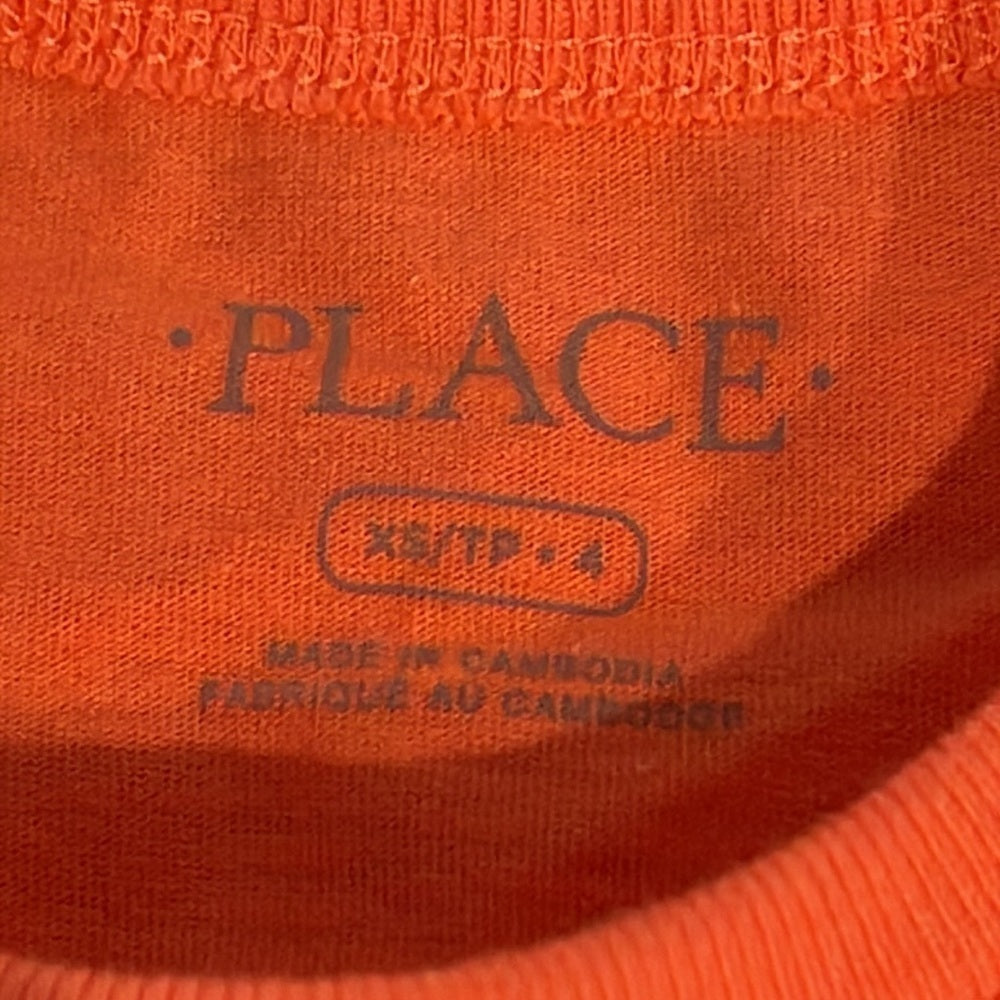 ·PLACE·
XS/TP • 4
MADE IN CAMBODIA
FABRIQUÉ AU CAMBODGE